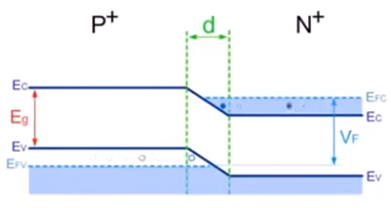 P⁺ N⁺
d
EC EFC
Eg EC
EV VF
EFV EV